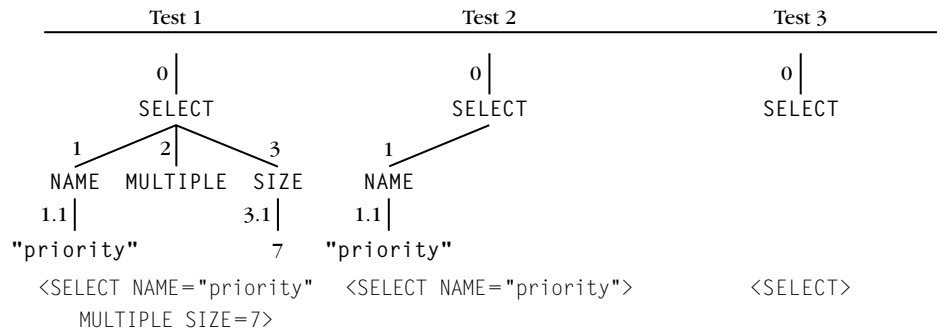 Test 1 Test 2 Test 3
0 0 0
SELECT SELECT SELECT
1 2 3 1
NAME MULTIPLE SIZE NAME
1.1 3.1 1.1
"priority" 7 "priority"
<SELECT NAME="priority" <SELECT NAME="priority"> <SELECT>
MULTIPLE SIZE=7>